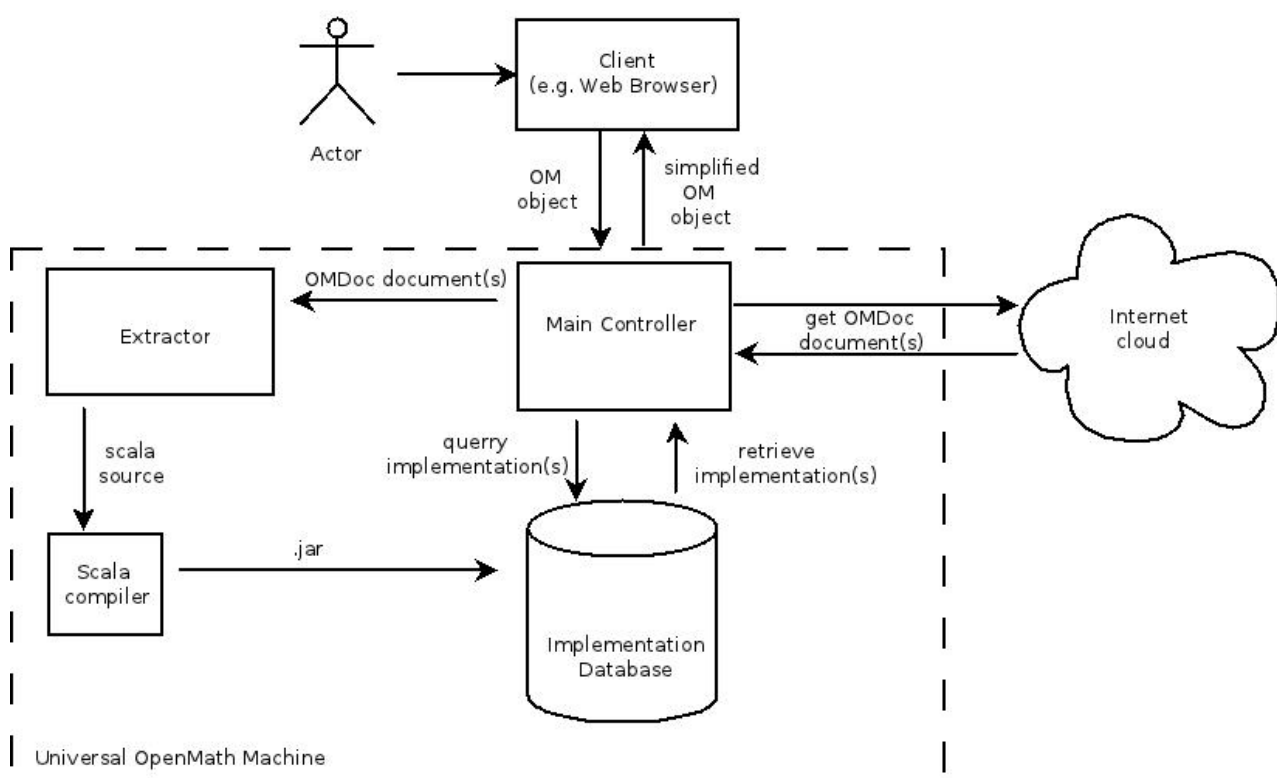 Client
(e.g. Web Browser)
Actor
OM
object
simplified
OM
object
OMDoc document(s)
Extractor
Main Controller
get OMDoc
document(s)
Internet
cloud
scala
source
querry
implementation(s)
retrieve
implementation(s)
Scala
compiler
.jar
Implementation
Database
Universal OpenMath Machine